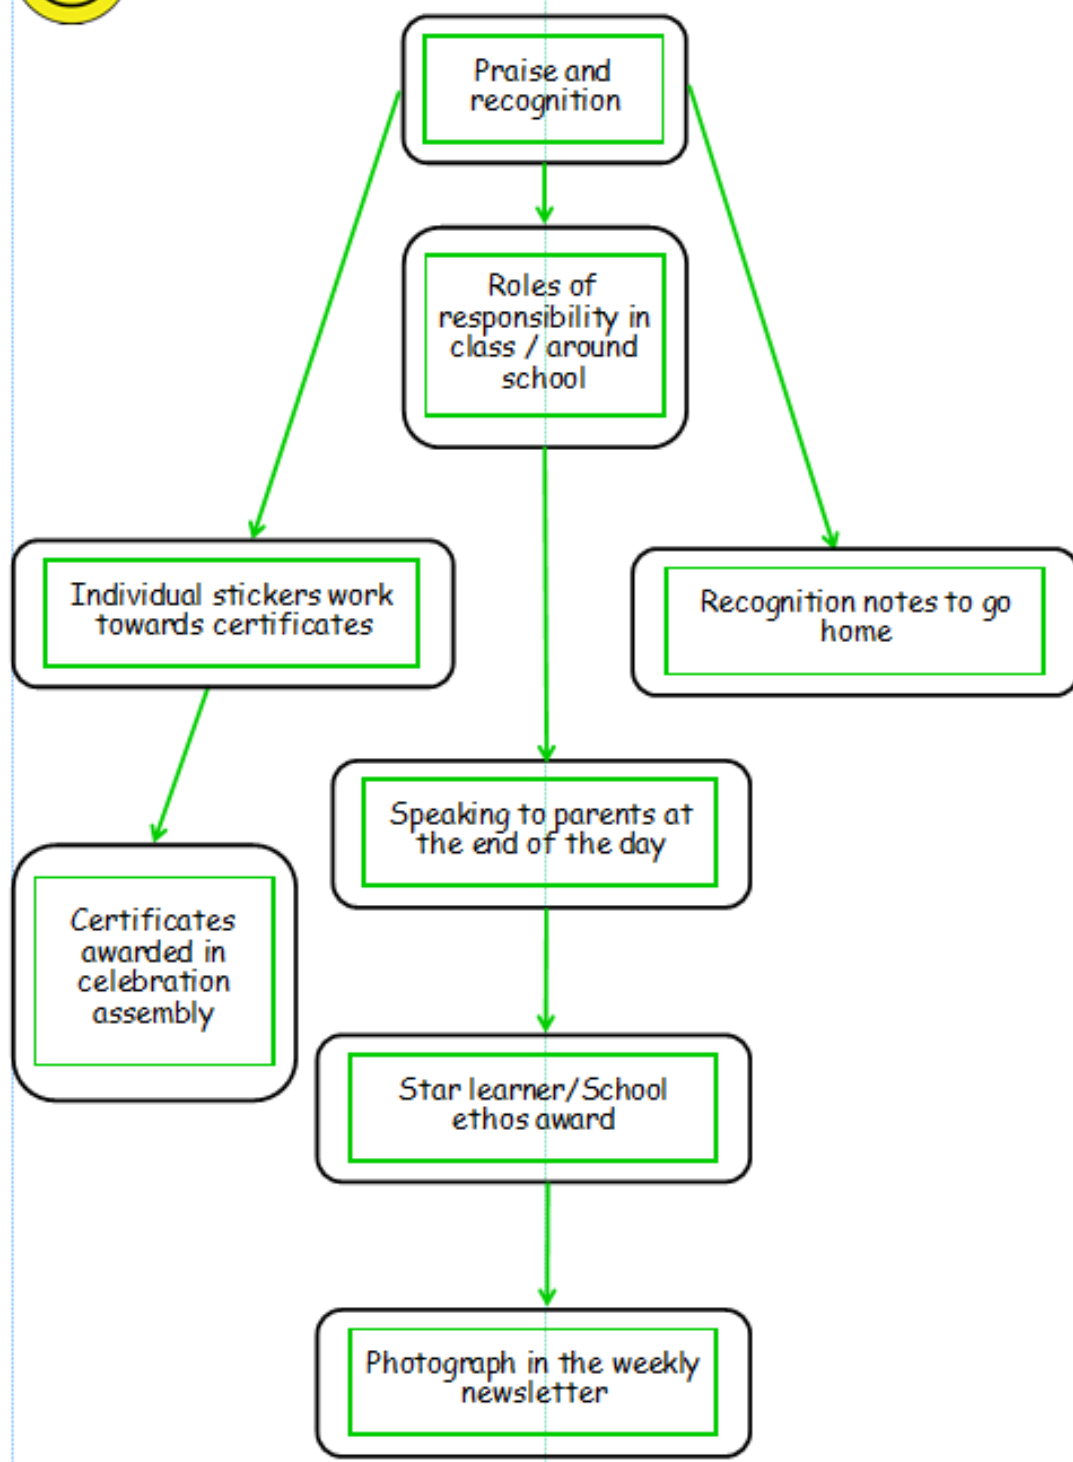 Praise and
recognition
Roles of
responsibility in
class / around
school
Individual stickers work
towards certificates
Recognition notes to go
home
Speaking to parents at
the end of the day
Certificates
awarded in
celebration
assembly
Star learner/School
ethos award
Photograph in the weekly
newsletter